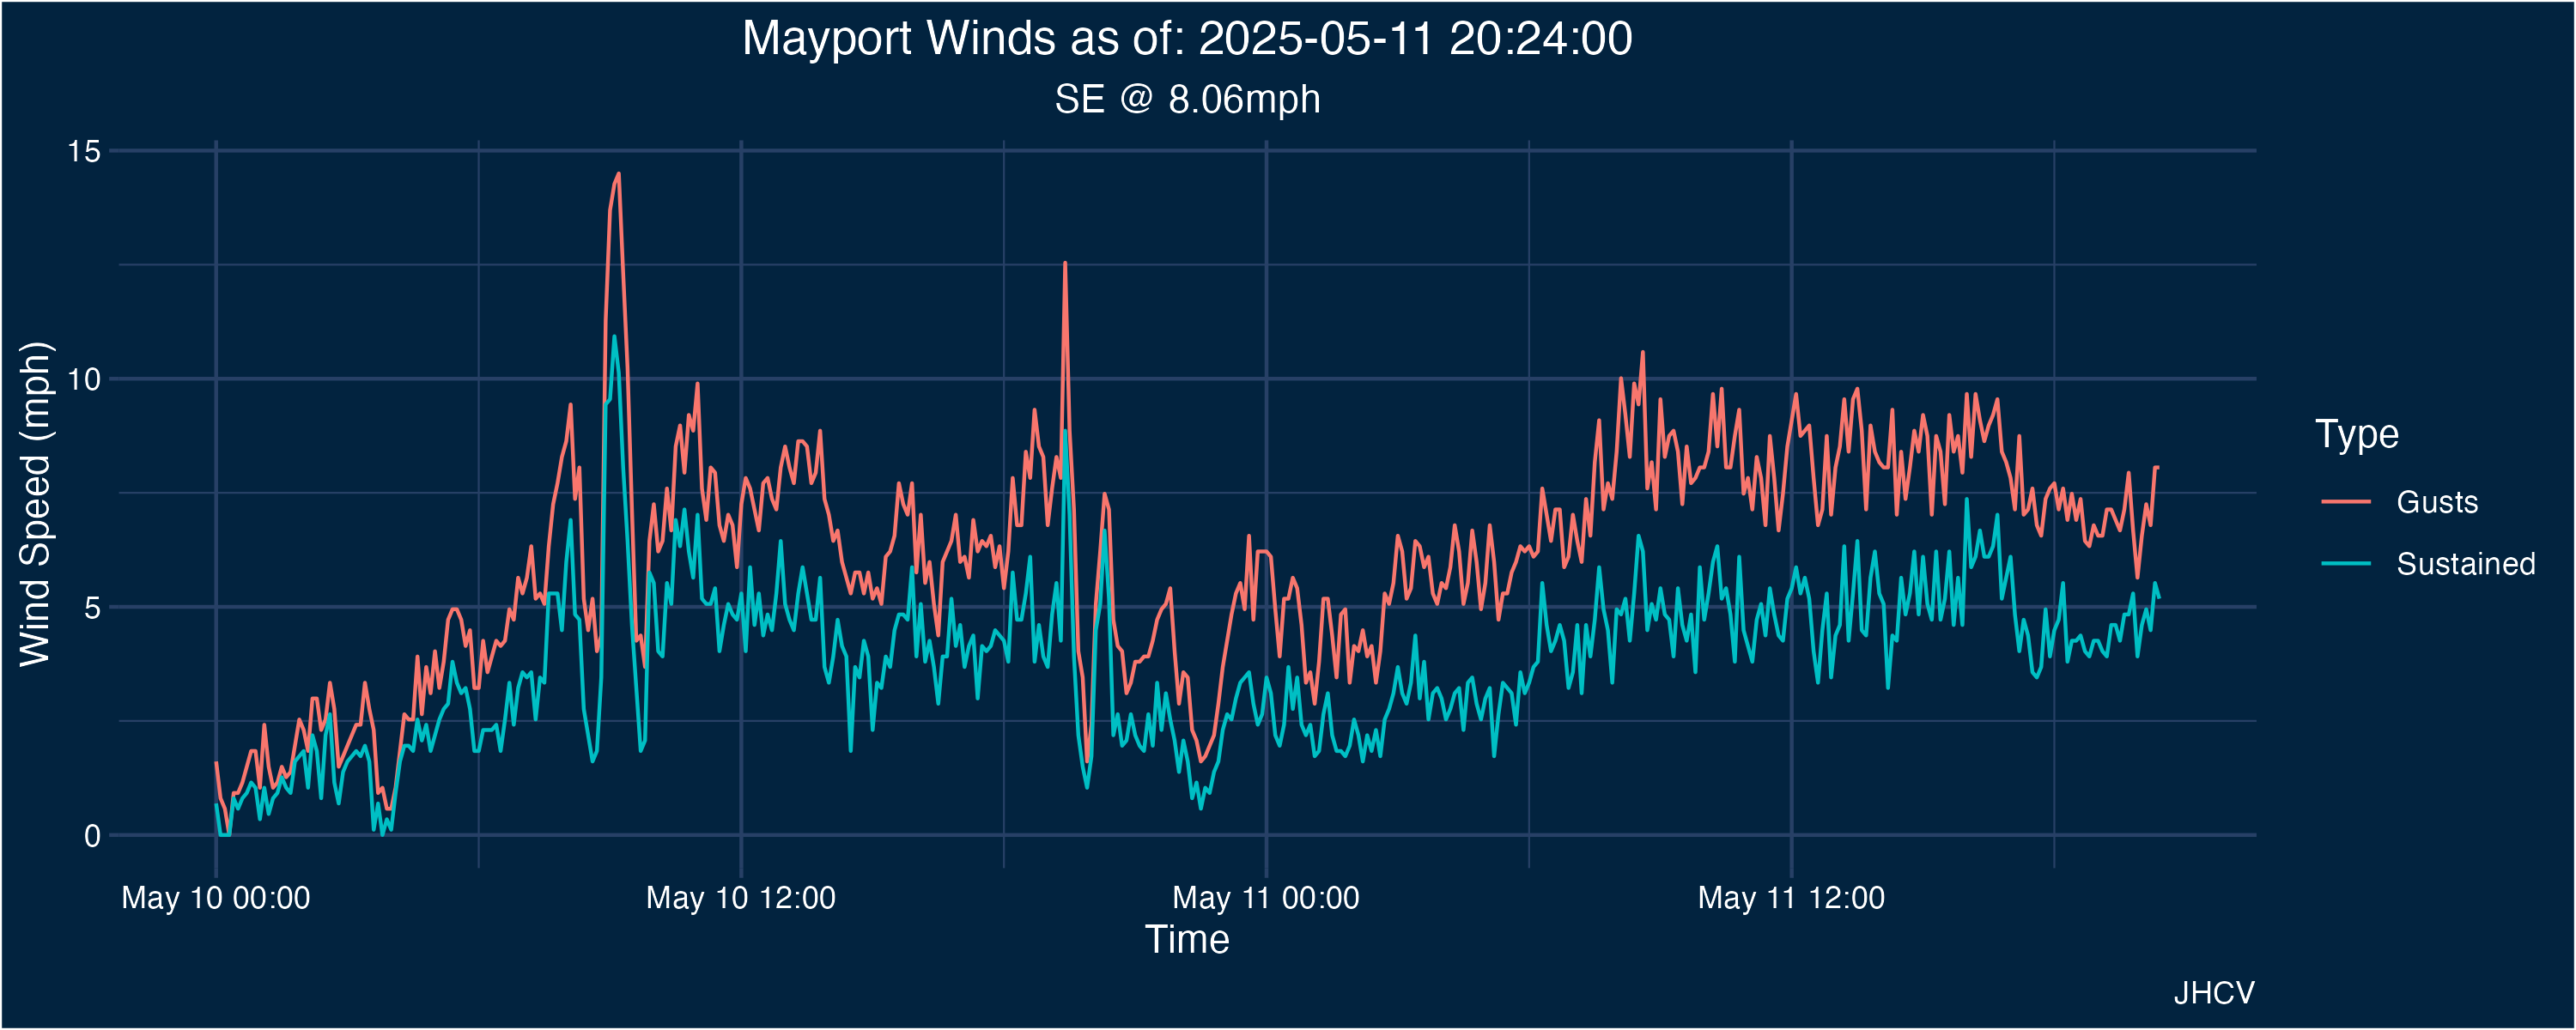 Mayport Winds as of: 2025-05-11 20:24:00
SE @ 8.06mph
Wind Speed (mph)
15
10
5
0
May 10 00:00
May 10 12:00
May 11 00:00
May 11 12:00
Time
Type
Gusts
Sustained
JHCV